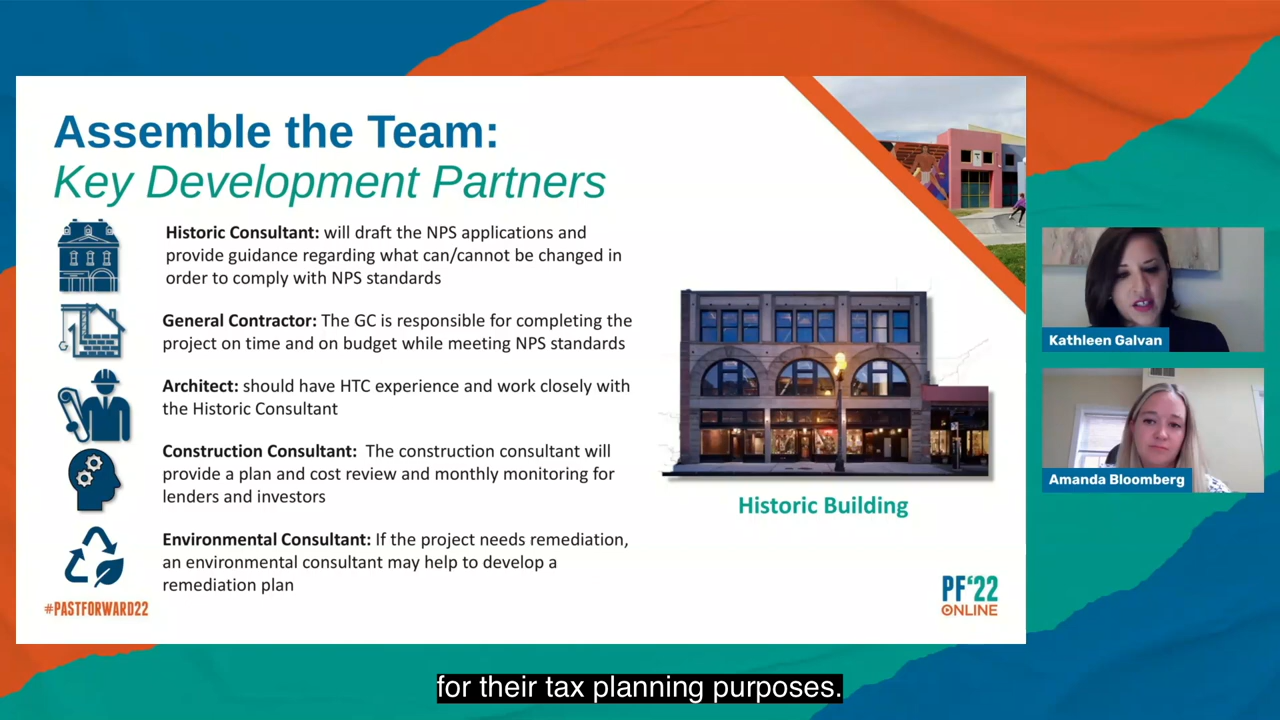 Assemble the Team:
Key Development Partners
Historic Consultant: will draft the NPS applications and
provide guidance regarding what can/cannot be changed in
order to comply with NPS standards
General Contractor: The GC is responsible for completing the
project on time and on budget while meeting NPS standards
Architect: should have HTC experience and work closely with
the Historic Consultant
Construction Consultant: The construction consultant will
provide a plan and cost review and monthly monitoring for
lenders and investors
Environmental Consultant: If the project needs remediation,
an environmental consultant may help to develop a
remediation plan
#PASTFORWARD22
Historic Building
PF‘22
ONLINE
Kathleen Galvan
Amanda Bloomberg
for their tax planning purposes.